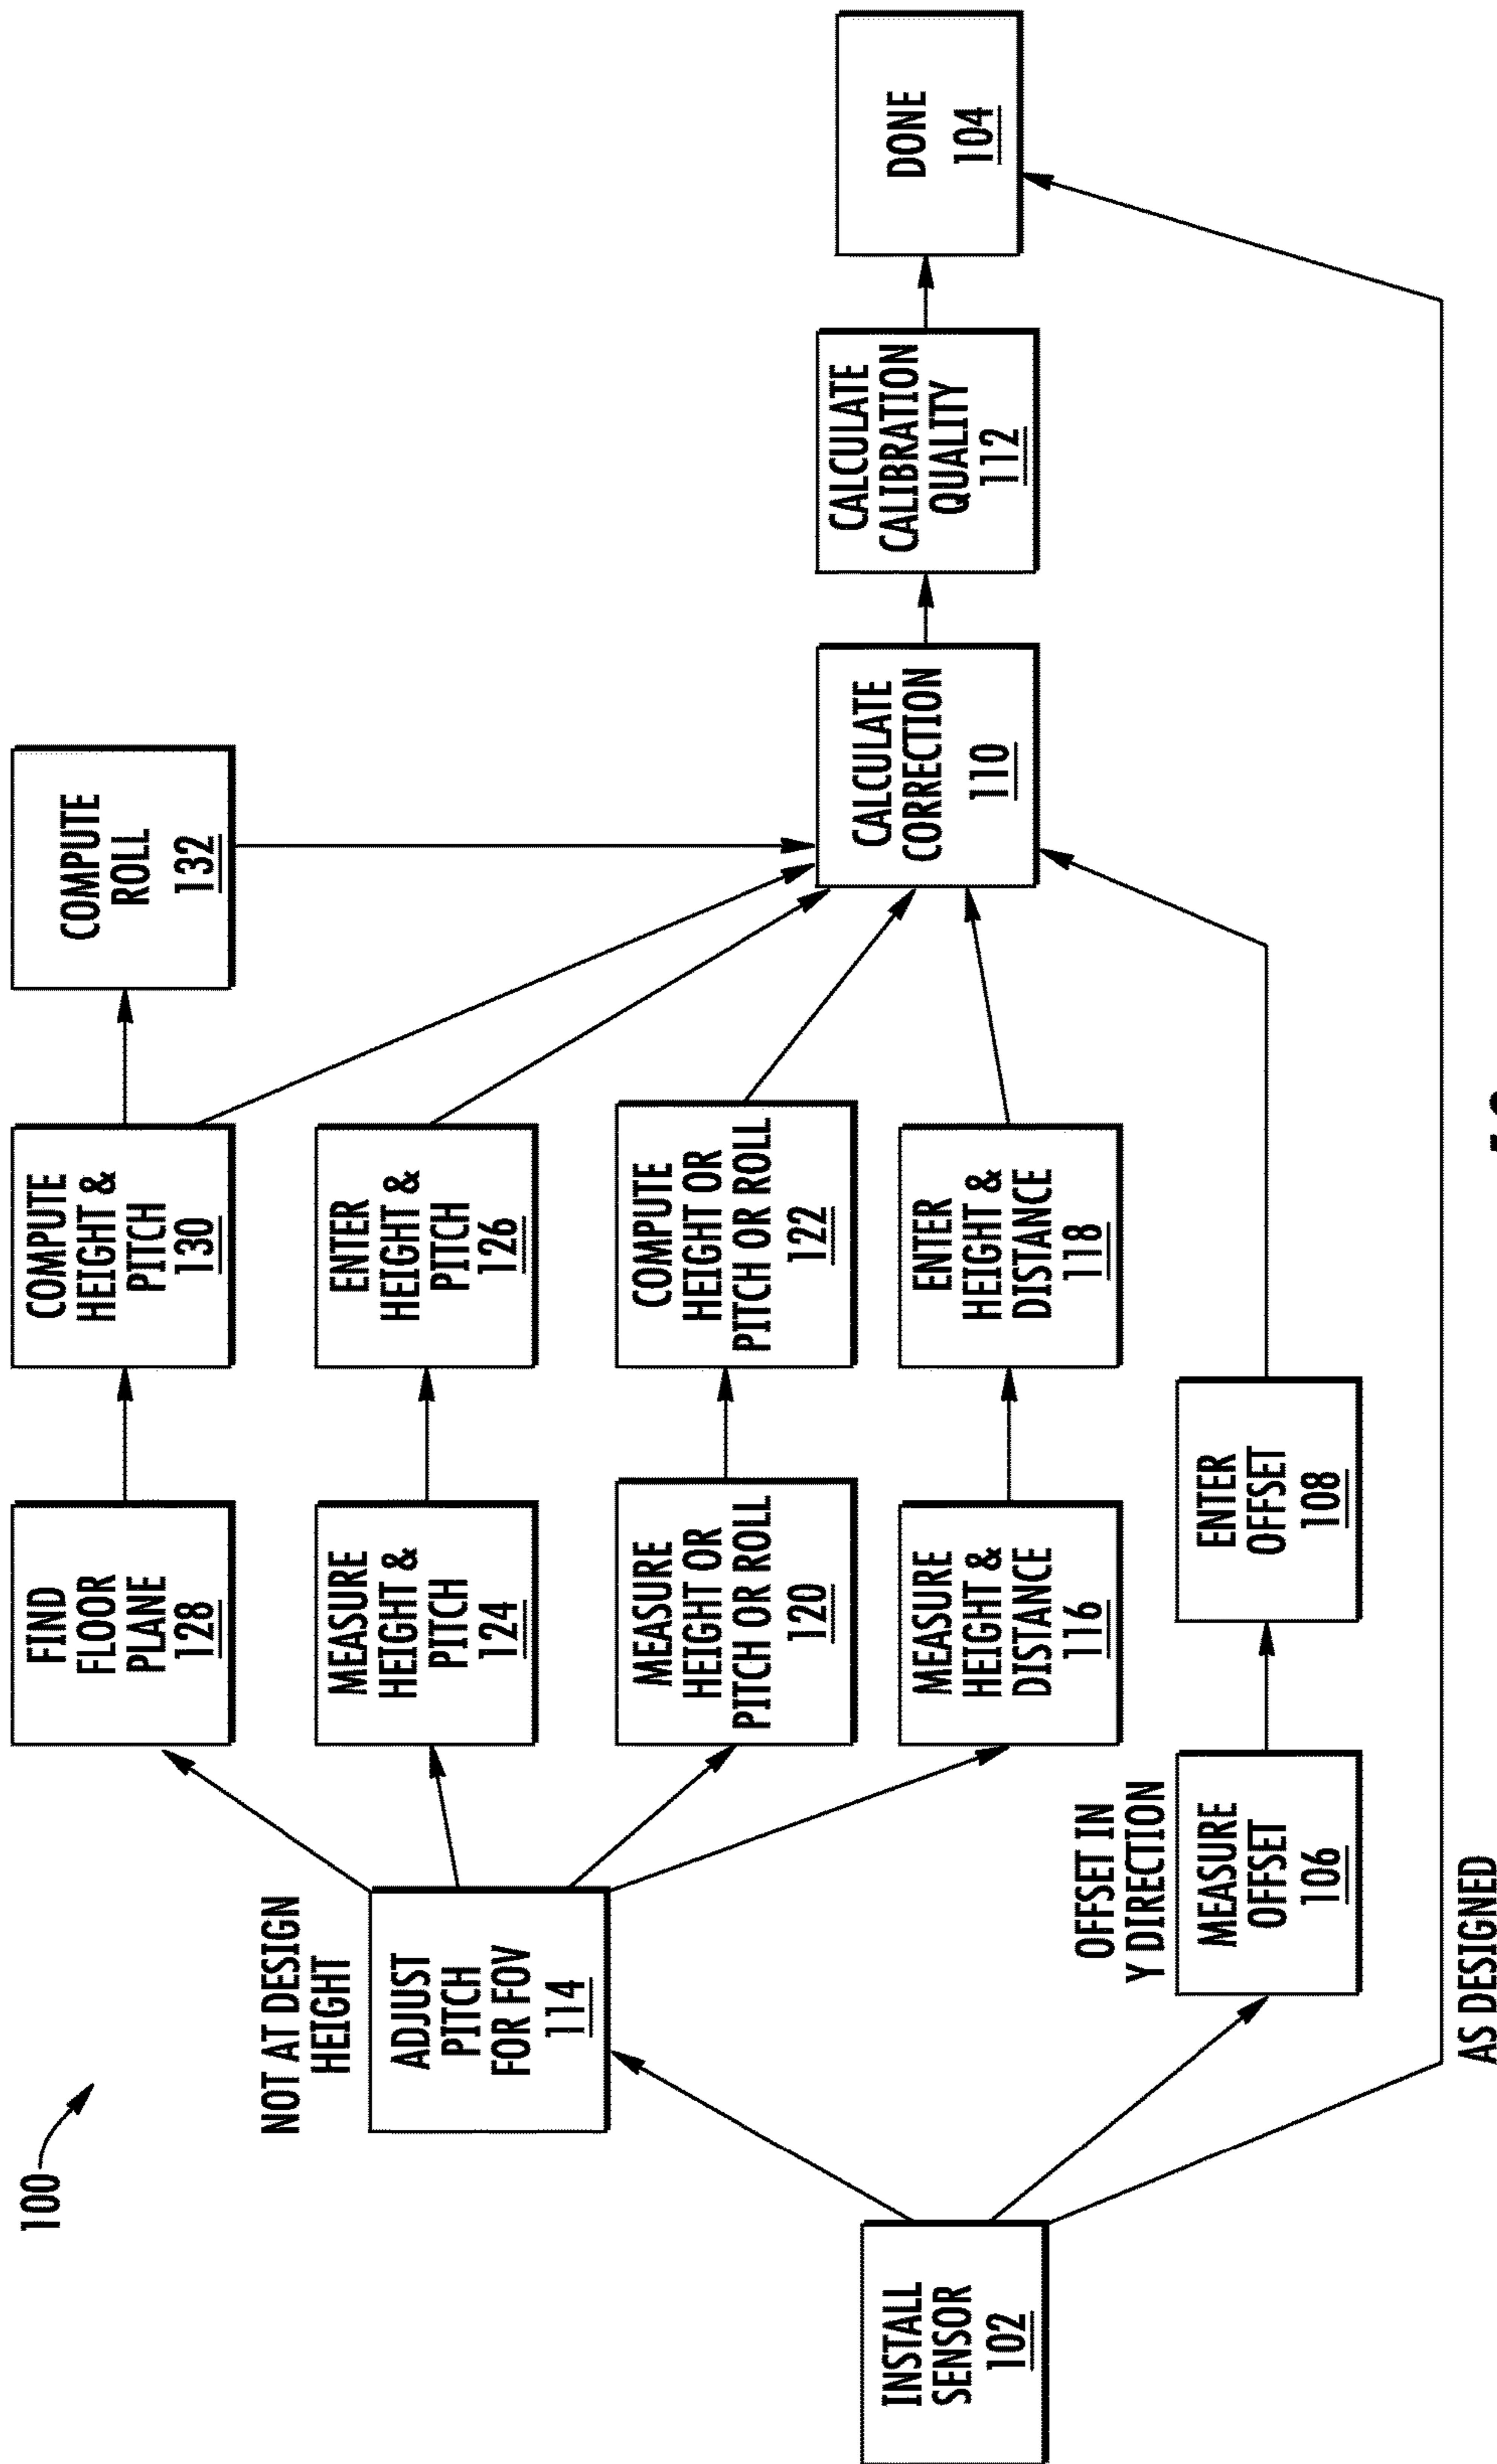 100
NOT AT DESIGN
HEIGHT
INSTALL
SENSOR
102
ADJUST
PITCH
FOR FOV
114
FIND
FLOOR
PLANE
128
COMPUTE
HEIGHT &
PITCH
130
COMPUTE
ROLL
132
MEASURE
HEIGHT &
PITCH
124
ENTER
HEIGHT &
PITCH
126
MEASURE
HEIGHT OR
PITCH OR ROLL
120
COMPUTE
HEIGHT OR
PITCH OR ROLL
122
MEASURE
HEIGHT &
DISTANCE
116
ENTER
HEIGHT &
DISTANCE
118
OFFSET IN
Y DIRECTION
MEASURE
OFFSET
106
ENTER
OFFSET
108
CALCULATE
CORRECTION
110
CALCULATE
CALIBRATION
QUALITY
112
DONE
104
AS DESIGNED